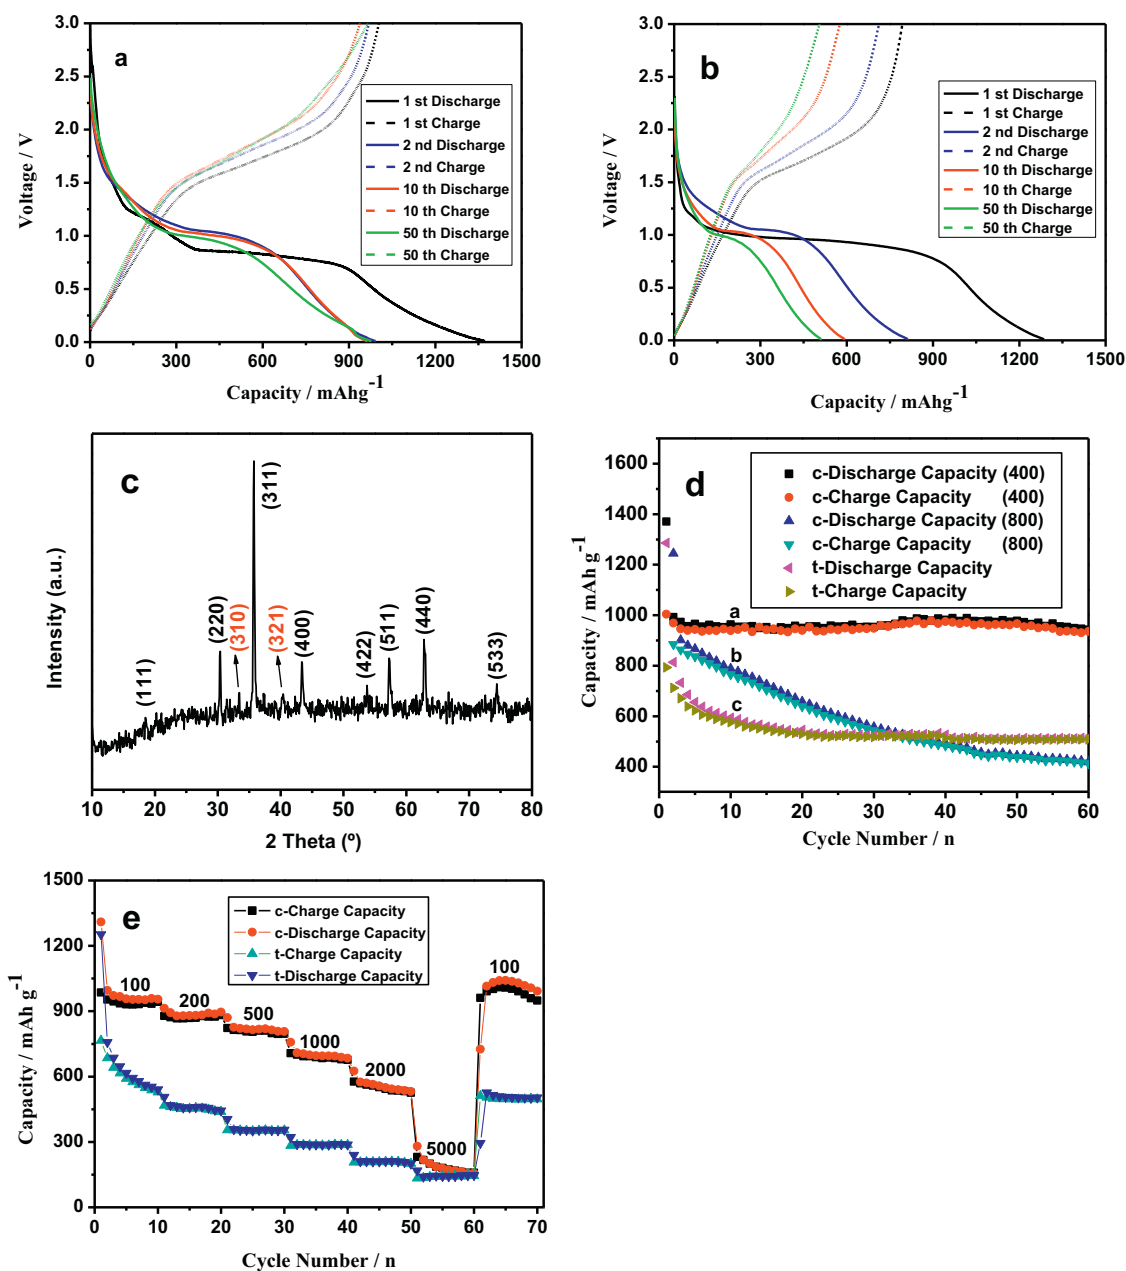 a
3.0
2.5
2.0
1.5
1.0
0.5
0.0
Voltage / V
1 st Discharge
1 st Charge
2 nd Discharge
2 nd Charge
10 th Discharge
10 th Charge
50 th Discharge
50 th Charge
0 300 600 900 1200 1500
Capacity / mAhg-1
b
3.0
2.5
2.0
1.5
1.0
0.5
0.0
Voltage / V
1 st Discharge
1 st Charge
2 nd Discharge
2 nd Charge
10 th Discharge
10 th Charge
50 th Discharge
50 th Charge
0 300 600 900 1200 1500
Capacity / mAhg-1
c
Intensity (a.u.)
(111)
(220)
(310)
(311)
(321)
(400)
(422)
(511)
(440)
(533)
10 20 30 40 50 60 70 80
2 Theta (º)
d
1600
1400
1200
1000
800
600
400
Capacity / mAh g-1
c-Discharge Capacity (400)
c-Charge Capacity (400)
c-Discharge Capacity (800)
c-Charge Capacity (800)
t-Discharge Capacity
t-Charge Capacity
a
b
c
0 10 20 30 40 50 60
Cycle Number / n
e
1500
1200
900
600
300
0
Capacity / mAh g-1
c-Charge Capacity
c-Discharge Capacity
t-Charge Capacity
t-Discharge Capacity
100
200
500
1000
2000
5000
100
0 10 20 30 40 50 60 70
Cycle Number / n